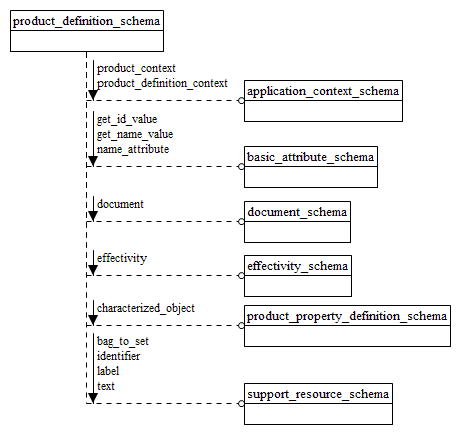 product_definition_schema
product_context
product_definition_context
application_context_schema
get_id_value
get_name_value
name_attribute
basic_attribute_schema
document
document_schema
effectivity
effectivity_schema
characterized_object
product_property_definition_schema
bag_to_set
identifier
label
text
support_resource_schema